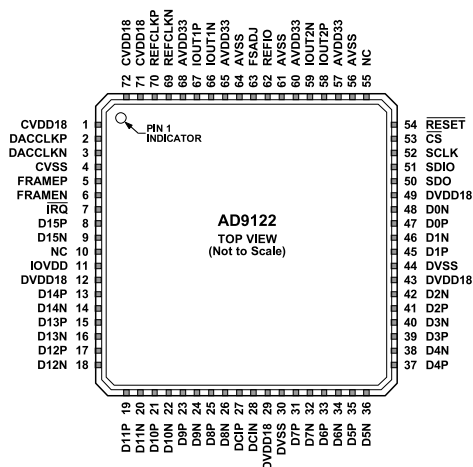 72 CVDD18
71 CVDD18
70 REFCLKP
69 REFCLKN
68 AVDD33
67 IOUT1P
66 IOUT1N
65 AVDD33
64 AVSS
63 FSADJ
62 REFIO
61 AVSS
60 AVDD33
59 IOUT2N
58 IOUT2P
57 AVDD33
56 AVSS
55 NC
CVDD18 1
DACCLKP 2
DACCLKN 3
CVSS 4
FRAMEP 5
FRAMEN 6
IRQ 7
D15P 8
D15N 9
NC 10
IOVDD 11
DVDD18 12
D14P 13
D14N 14
D13P 15
D13N 16
D12P 17
D12N 18
PIN 1
INDICATOR
AD9122
TOP VIEW
(Not to Scale)
54 RESET
53 CS
52 SCLK
51 SDIO
50 SDO
49 DVDD18
48 D0N
47 D0P
46 D1N
45 D1P
44 DVSS
43 DVDD18
42 D2N
41 D2P
40 D3N
39 D3P
38 D4N
37 D4P
D11P 19
D11N 20
D10P 21
D10N 22
D9P 23
D9N 24
D8P 25
D8N 26
DCIP 27
DCIN 28
DVDD18 29
DVSS 30
D7P 31
D7N 32
D6P 33
D6N 34
D5P 35
D5N 36